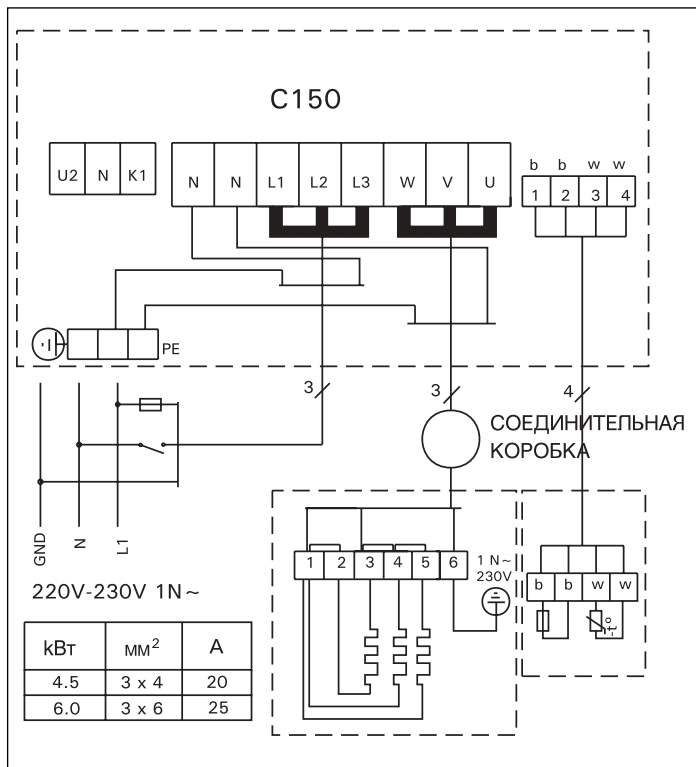 C150
U2 N K1
N N L1 L2 L3 W V U
b b w w
1 2 3 4
PE
3
3
4
СОЕДИНИТЕЛЬНАЯ
КОРОБКА
GND
N
L1
220V-230V 1N~
1 2 3 4 5 6
1 N~
230V
b b w w
-t°
кВт мм² A
4.5 3 x 4 20
6.0 3 x 6 25